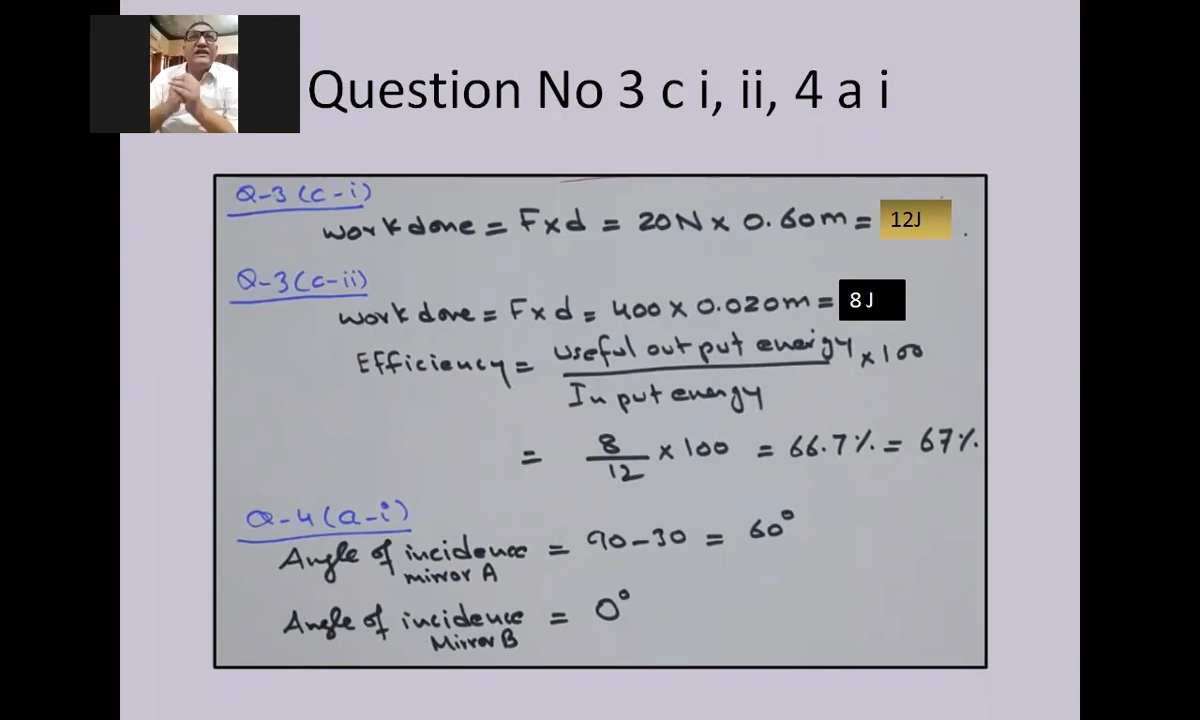 Question No 3 c i, ii, 4 a i
Q-3(c-i)
Work done = F x d = 20N x 0.60m = 12J .
Q-3(c-ii)
Work done = F x d = 400 x 0.020m = 8 J
Efficiency = Useful out put energy x 100
In put energy
= 8 x 100 = 66.7% = 67%.
12
Q-4(a-i)
Angle of incidence = 90-30 = 60°
mirror A
Angle of incidence = 0°
Mirror B